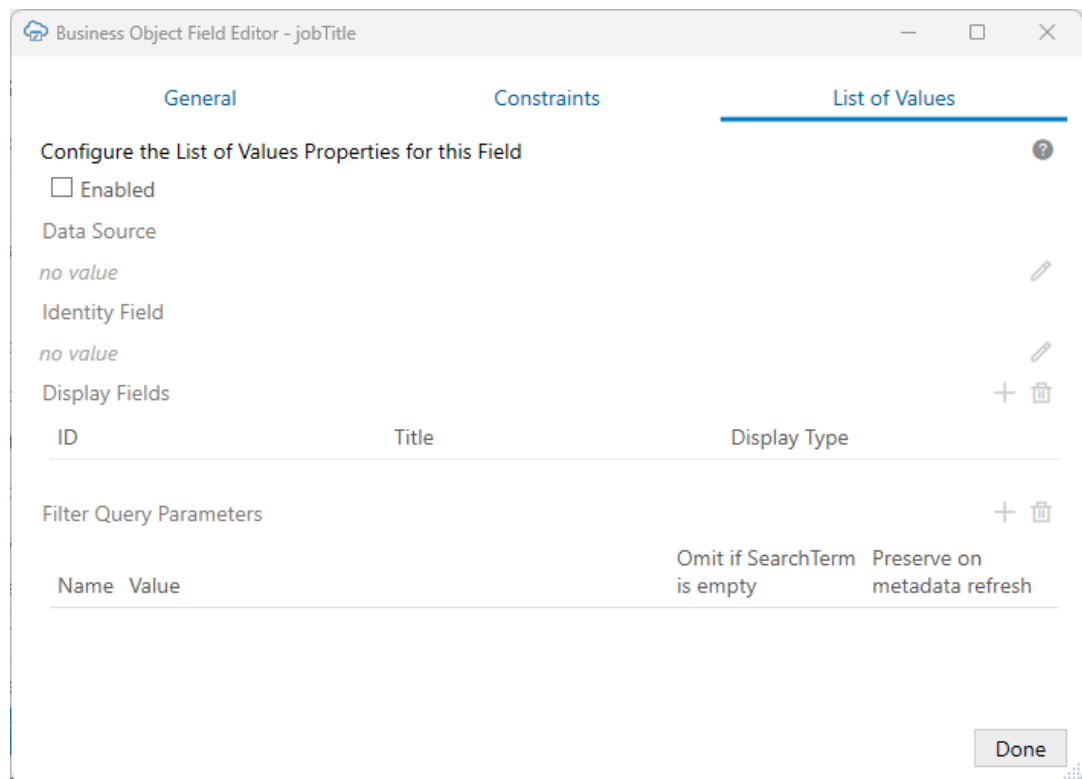 Business Object Field Editor - jobTitle
General Constraints List of Values
Configure the List of Values Properties for this Field
Enabled
Data Source
no value
Identity Field
no value
Display Fields
ID Title Display Type
Filter Query Parameters
Name Value Omit if SearchTerm is empty Preserve on metadata refresh
Done